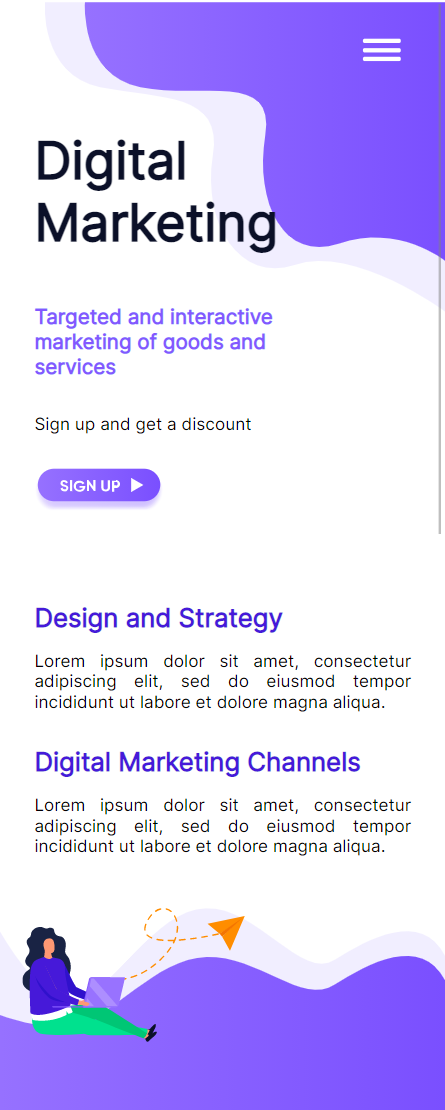 Digital
Marketing
Targeted and interactive
marketing of goods and
services
Sign up and get a discount
SIGN UP
Design and Strategy
Lorem ipsum dolor sit amet, consectetur
adipiscing elit, sed do eiusmod tempor
incididunt ut labore et dolore magna aliqua.
Digital Marketing Channels
Lorem ipsum dolor sit amet, consectetur
adipiscing elit, sed do eiusmod tempor
incididunt ut labore et dolore magna aliqua.